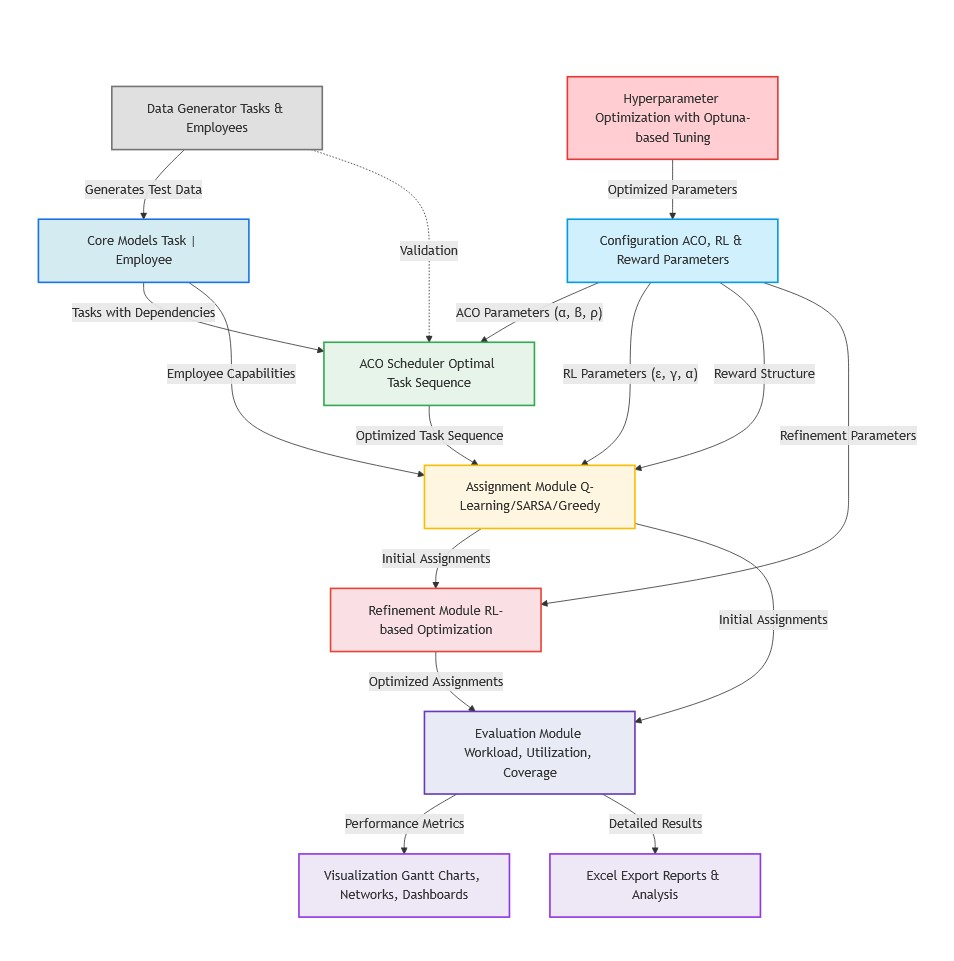 Data Generator Tasks &
Employees
Hyperparameter
Optimization with Optuna-
based Tuning
Generates Test Data
Optimized Parameters
Core Models Task |
Employee
Validation
Configuration ACO, RL &
Reward Parameters
Tasks with Dependencies
ACO Parameters (α, β, ρ)
Employee Capabilities
ACO Scheduler Optimal
Task Sequence
RL Parameters (ε, γ, α)
Reward Structure
Optimized Task Sequence
Refinement Parameters
Assignment Module Q-
Learning/SARSA/Greedy
Initial Assignments
Refinement Module RL-
based Optimization
Initial Assignments
Optimized Assignments
Evaluation Module
Workload, Utilization,
Coverage
Performance Metrics
Detailed Results
Visualization Gantt Charts,
Networks, Dashboards
Excel Export Reports &
Analysis